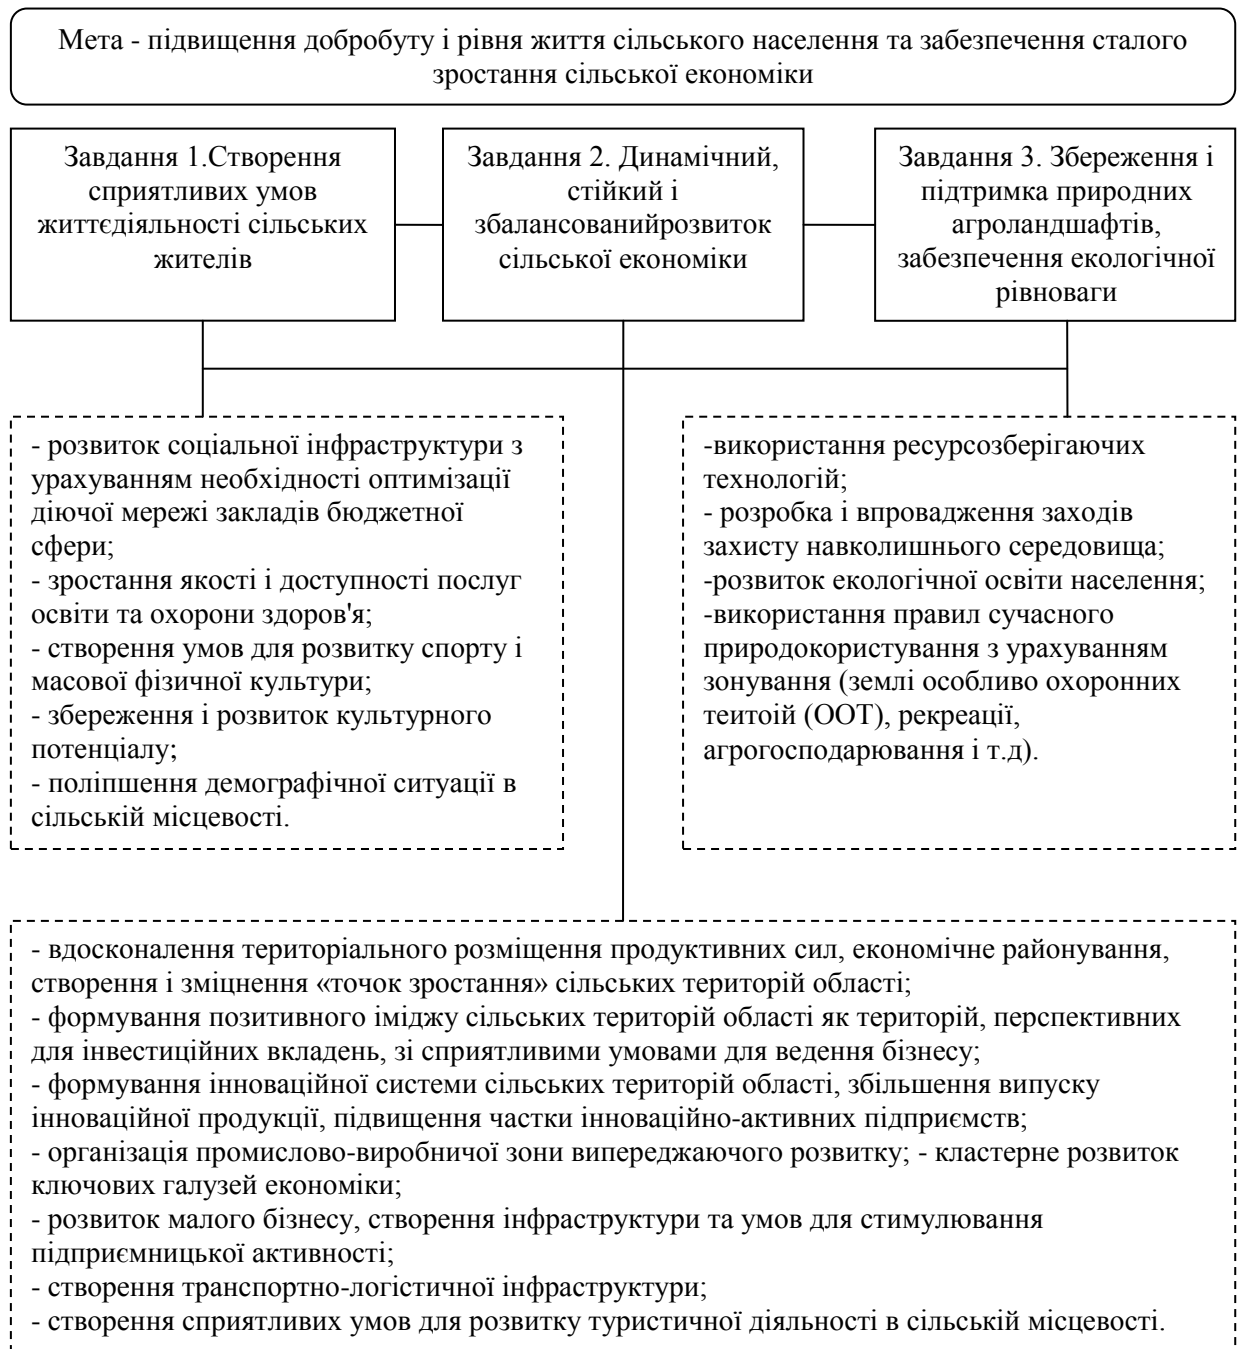 Мета - підвищення добробуту і рівня життя сільського населення та забезпечення сталого
зростання сільської економіки
Завдання 1.Створення
сприятливих умов
життєдіяльності сільських
жителів
Завдання 2. Динамічний,
стійкий і
збалансованийрозвиток
сільської економіки
Завдання 3. Збереження і
підтримка природних
агроландшафтів,
забезпечення екологічної
рівноваги
- розвиток соціальної інфраструктури з
урахуванням необхідності оптимізації
діючої мережі закладів бюджетної
сфери;
- зростання якості і доступності послуг
освіти та охорони здоров'я;
- створення умов для розвитку спорту і
масової фізичної культури;
- збереження і розвиток культурного
потенціалу;
- поліпшення демографічної ситуації в
сільській місцевості.
-використання ресурсозберігаючих
технологій;
- розробка і впровадження заходів
захисту навколишнього середовища;
-розвиток екологічної освіти населення;
-використання правил сучасного
природокористування з урахуванням
зонування (землі особливо охоронних
теитоій (ООТ), рекреації,
агрогосподарювання і т.д).
- вдосконалення територіального розміщення продуктивних сил, економічне районування,
створення і зміцнення «точок зростання» сільських територій області;
- формування позитивного іміджу сільських територій області як територій, перспективних
для інвестиційних вкладень, зі сприятливими умовами для ведення бізнесу;
- формування інноваційної системи сільських територій області, збільшення випуску
інноваційної продукції, підвищення частки інноваційно-активних підприємств;
- організація промислово-виробничої зони випереджаючого розвитку; - кластерне розвиток
ключових галузей економіки;
- розвиток малого бізнесу, створення інфраструктури та умов для стимулювання
підприємницької активності;
- створення транспортно-логістичної інфраструктури;
- створення сприятливих умов для розвитку туристичної діяльності в сільській місцевості.